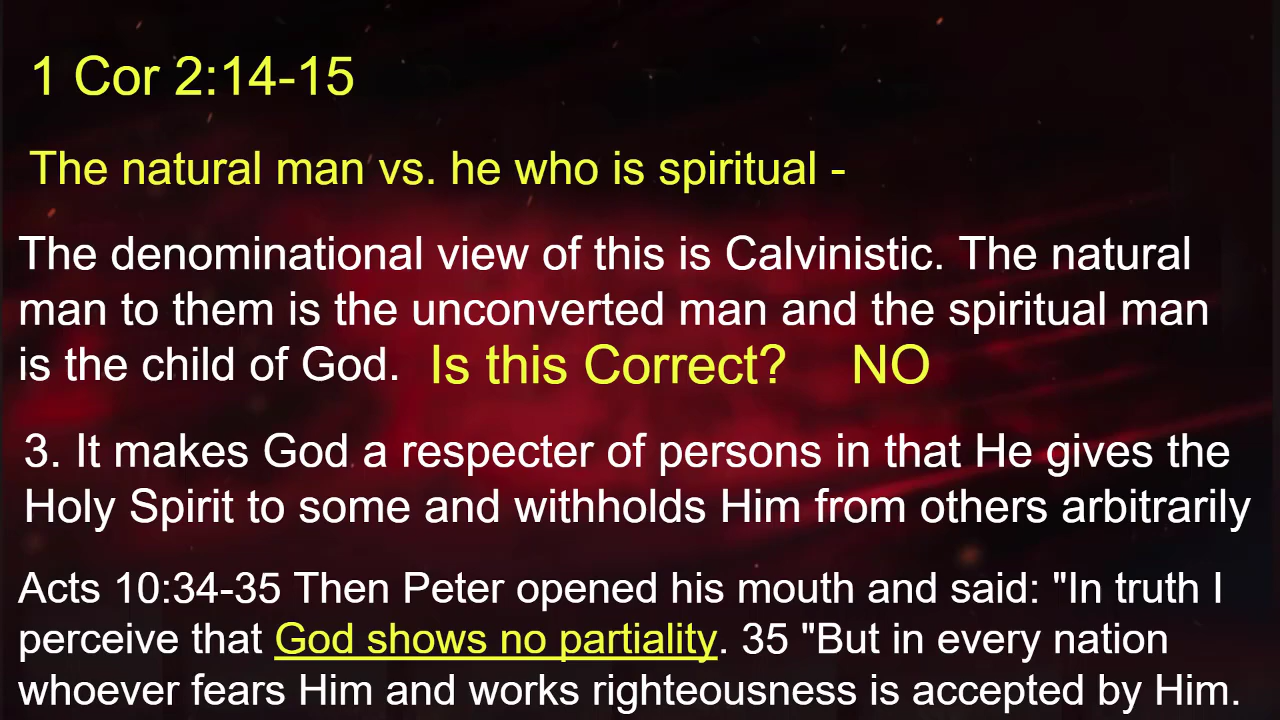 1 Cor 2:14-15
The natural man vs. he who is spiritual -
The denominational view of this is Calvinistic. The natural
man to them is the unconverted man and the spiritual man
is the child of God. Is this Correct? NO
3. It makes God a respecter of persons in that He gives the
Holy Spirit to some and withholds Him from others arbitrarily
Acts 10:34-35 Then Peter opened his mouth and said: "In truth I
perceive that God shows no partiality. 35 "But in every nation
whoever fears Him and works righteousness is accepted by Him.